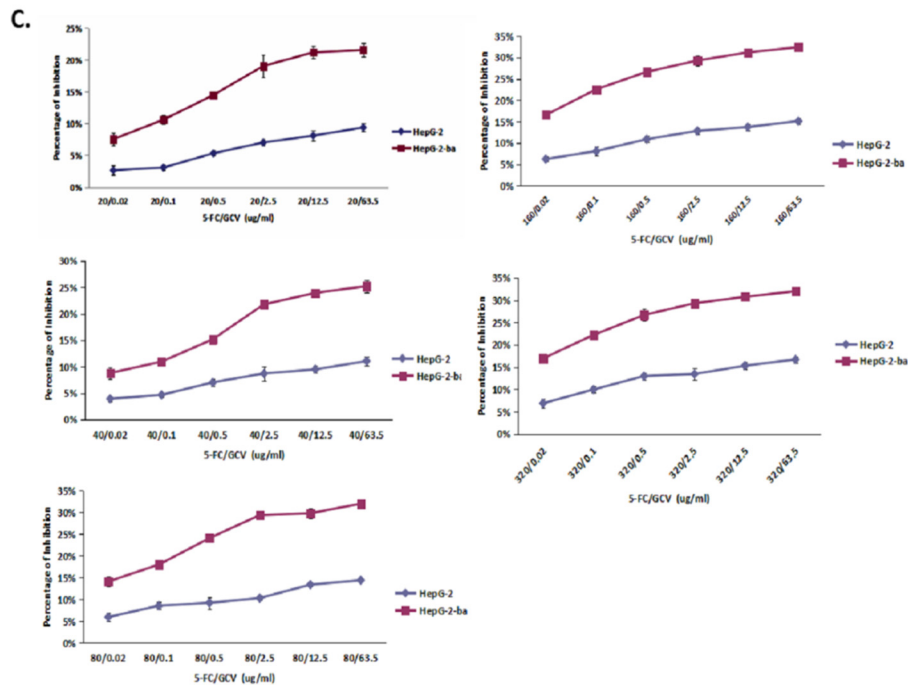 C.
25%
20%
15%
10%
5%
0%
Percentage of Inhibition
20/0.02 20/0.1 20/0.5 20/2.5 20/12.5 20/63.5
5-FC/GCV (ug/ml)
HepG-2
HepG-2-ba
35%
30%
25%
20%
15%
10%
5%
0%
Percentage of Inhibition
160/0.02 160/0.1 160/0.5 160/2.5 160/12.5 160/63.5
5-FC/GCV (ug/ml)
HepG-2
HepG-2-ba
30%
25%
20%
15%
10%
5%
0%
Percentage of Inhibition
40/0.02 40/0.1 40/0.5 40/2.5 40/12.5 40/63.5
5-FC/GCV (ug/ml)
HepG-2
HepG-2-ba
35%
30%
25%
20%
15%
10%
5%
0%
Percentage of Inhibition
320/0.02 320/0.1 320/0.5 320/2.5 320/12.5 320/63.5
5-FC/GCV (ug/ml)
HepG-2
HepG-2-ba
35%
30%
25%
20%
15%
10%
5%
0%
Percentage of Inhibition
80/0.02 80/0.1 80/0.5 80/2.5 80/12.5 80/63.5
5-FC/GCV (ug/ml)
HepG-2
HepG-2-ba